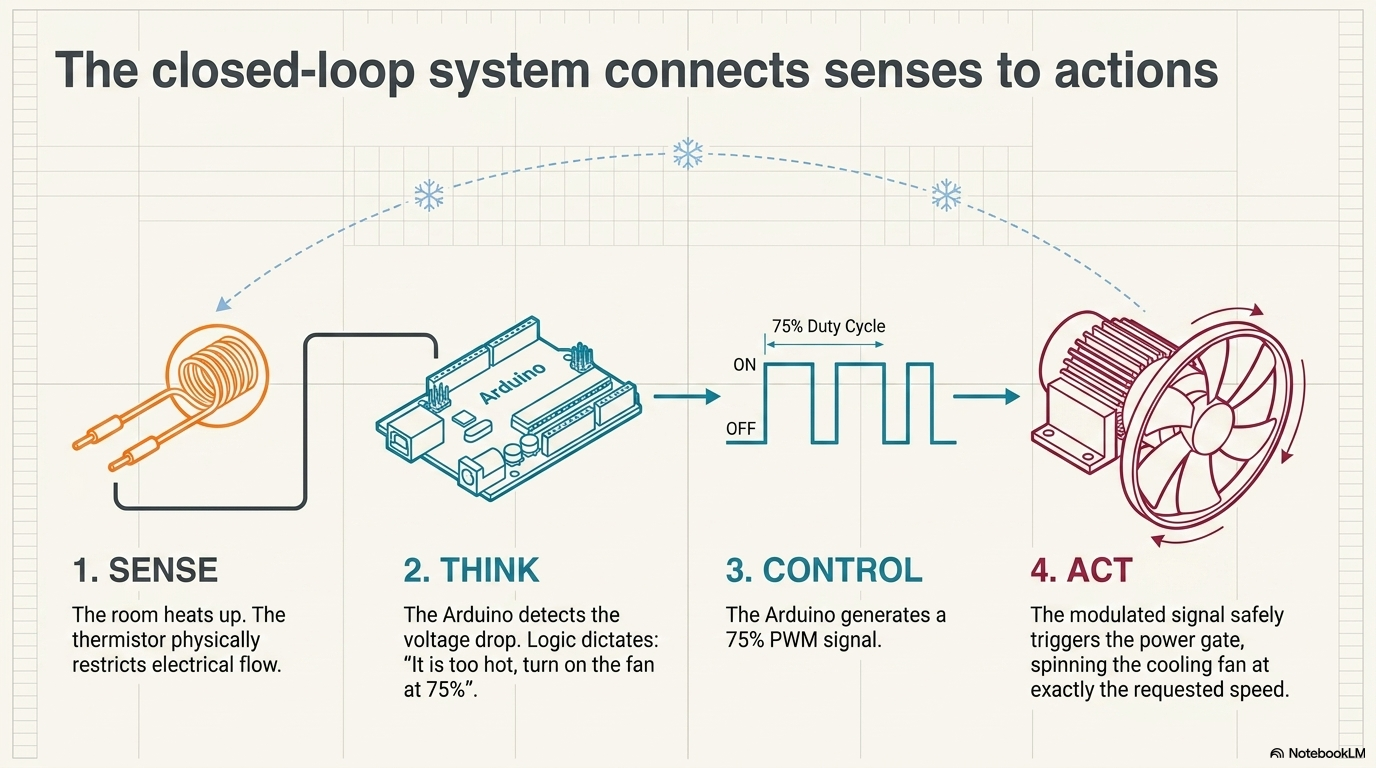 The closed-loop system connects senses to actions
75% Duty Cycle
ON
OFF
Arduino
1. SENSE
The room heats up. The
thermistor physically
restricts electrical flow.
2. THINK
The Arduino detects the
voltage drop. Logic dictates:
“It is too hot, turn on the fan
at 75%”.
3. CONTROL
The Arduino generates a
75% PWM signal.
4. ACT
The modulated signal safely
triggers the power gate,
spinning the cooling fan at
exactly the requested speed.
NotebookLM